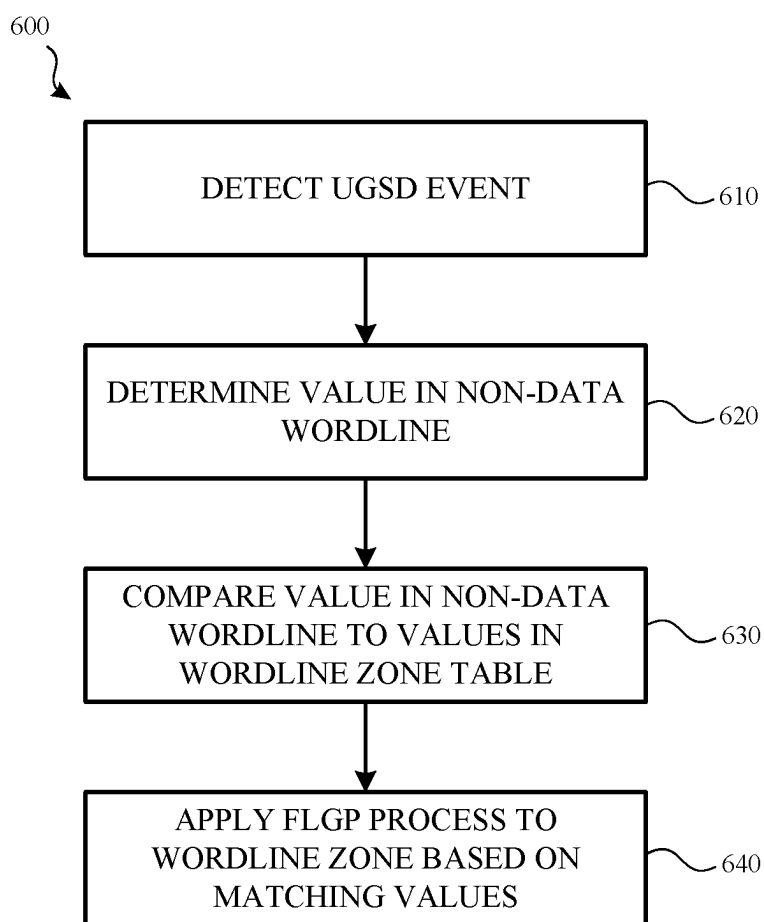 600
DETECT UGSD EVENT
610
DETERMINE VALUE IN NON-DATA
WORDLINE
620
COMPARE VALUE IN NON-DATA
WORDLINE TO VALUES IN
WORDLINE ZONE TABLE
630
APPLY FLGP PROCESS TO
WORDLINE ZONE BASED ON
MATCHING VALUES
640